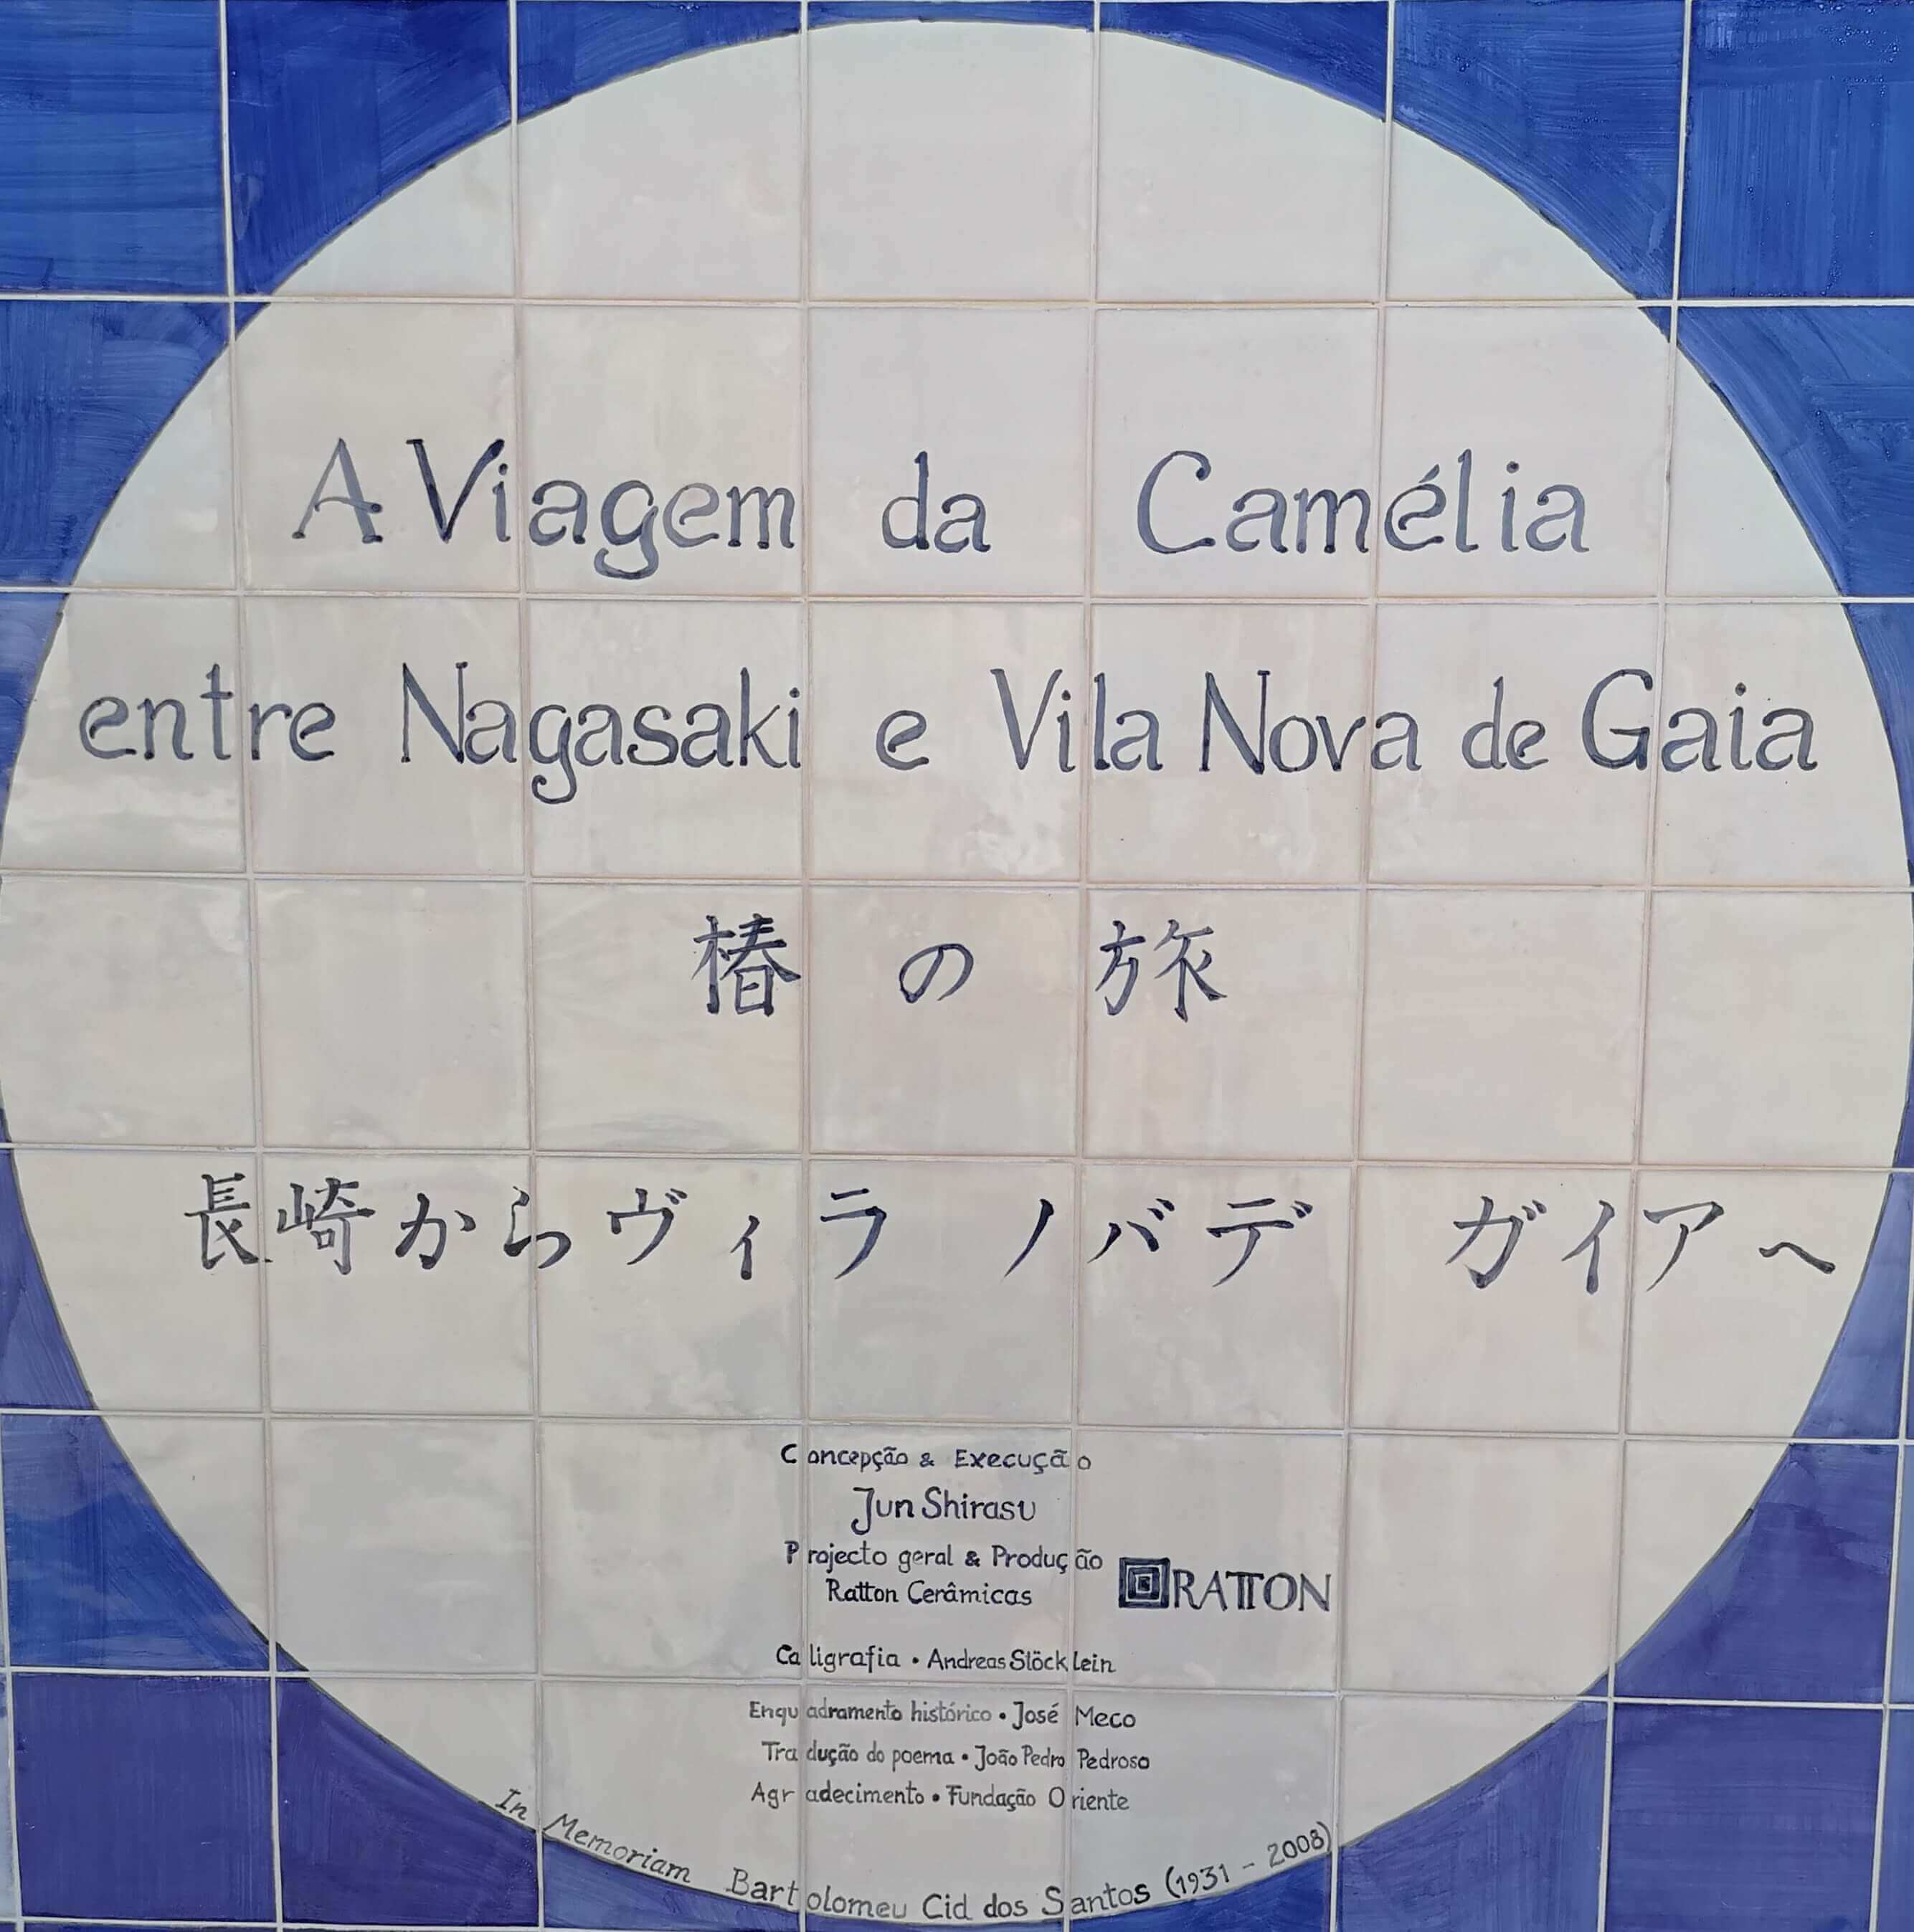 A Viagem da Camélia
entre Nagasaki e Vila Nova de Gaia
椿の旅
長崎からヴィラ ノバデ ガイアへ
Concepção & Execução
Jun Shirasu
Projecto geral & Produção
Ratton Cerâmicas
RATTON
Caligrafia • Andreas Stöcklein
Enquadramento histórico • José Meco
Tradução do poema • João Pedro Pedroso
Agradecimento • Fundação Oriente
In Memoriam Bartolomeu Cid dos Santos (1931 - 2008)